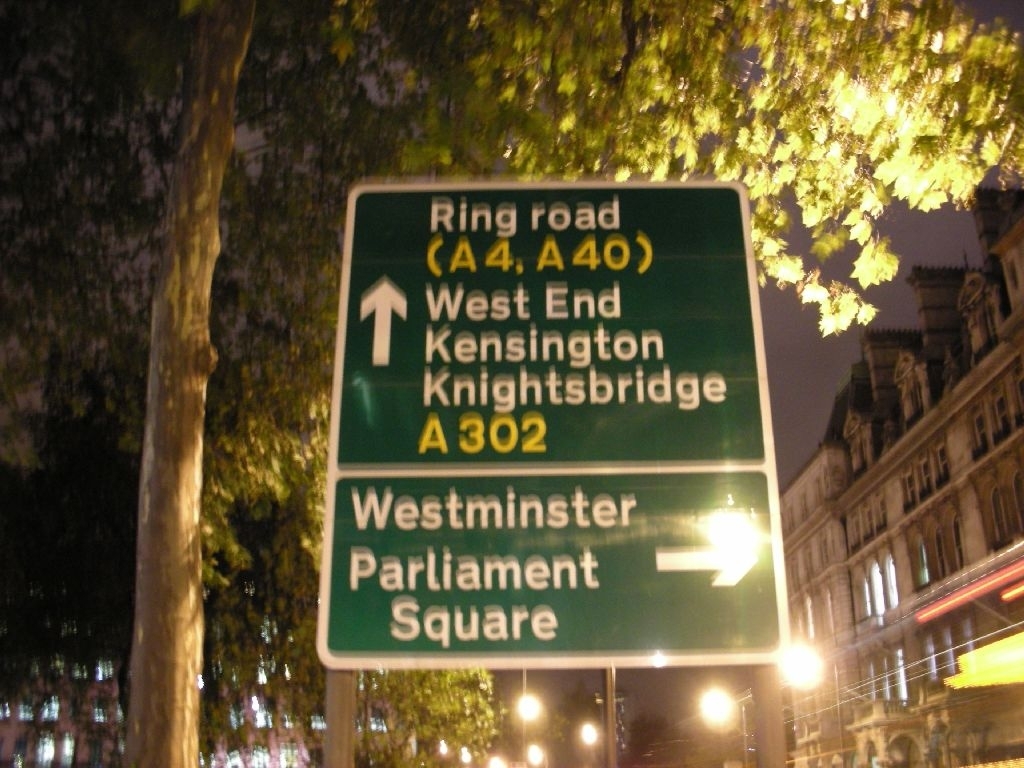 Ring road
(A4, A40)
West End
Kensington
Knightsbridge
A302
Westminster
Parliament
Square